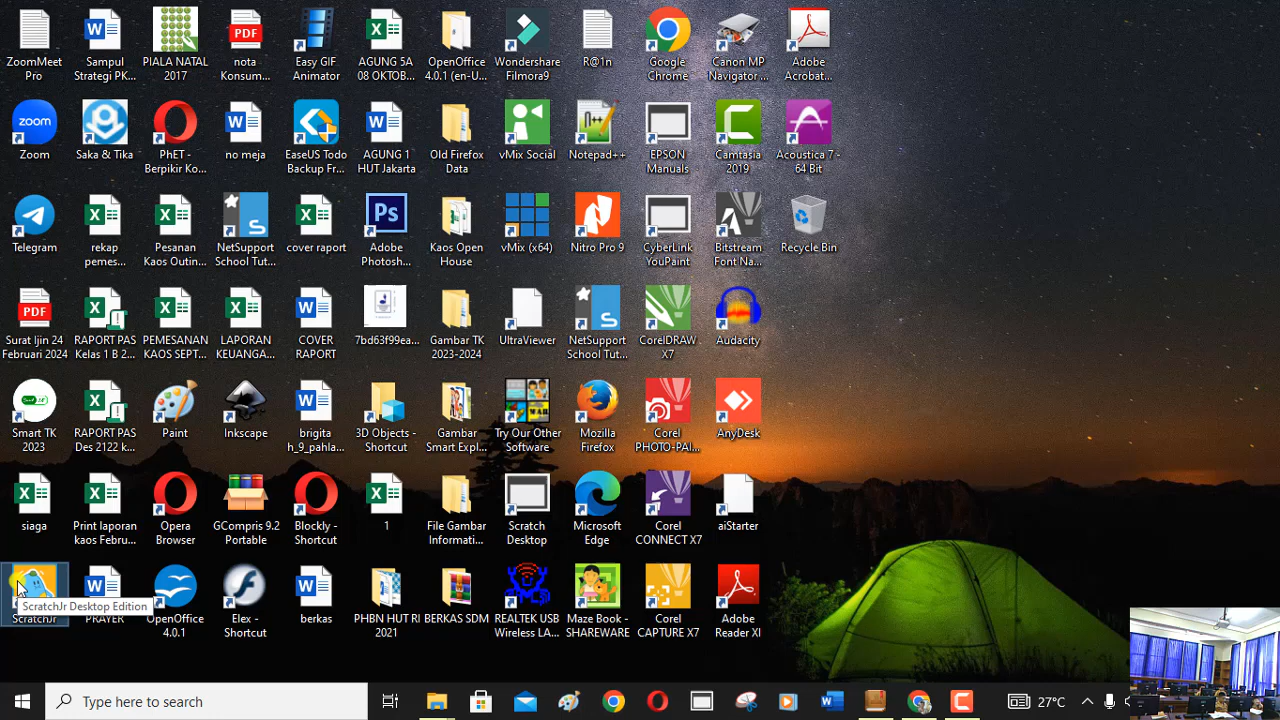 ZoomMeet
Pro
Sampul
Strategi PK...
PIALA NATAL
2017
PDF
nota
Konsum...
Easy GIF
Animator
AGUNG 5A
08 OKTOB...
OpenOffice
4.0.1 (en-U...
Wondershare
Filmora9
R@1n
Google
Chrome
Canon MP
Navigator ...
Adobe
Acrobat...
zoom
Zoom
Saka & Tika
PhET -
Berpikir Ko...
no meja
EaseUS Todo
Backup Fr...
AGUNG 1
HUT Jakarta
Old Firefox
Data
vMix Social
Notepad++
EPSON
Manuals
Camtasia
2019
Acoustica 7 -
64 Bit
Telegram
rekap
pemes...
Pesanan
Kaos Outin...
NetSupport
School Tut...
cover raport
Ps
Adobe
Photosh...
Kaos Open
House
vMix (x64)
Nitro Pro 9
CyberLink
YouPaint
Bitstream
Font Na...
Recycle Bin
PDF
Surat Ijin 24
Februari 2024
RAPORT PAS
Kelas 1 B 2...
PEMESANAN
KAOS SEPT...
LAPORAN
KEUANGA...
COVER
RAPORT
7bd63f99ea...
Gambar TK
2023-2024
UltraViewer
NetSupport
School Tut...
CorelDRAW
X7
Audacity
Smart TK
2023
RAPORT PAS
Des 2122 k...
Paint
Inkscape
brigita
h_9_pahla...
3D Objects -
Shortcut
Gambar
Smart Expl...
Try Our Other
Software
Mozilla
Firefox
Corel
PHOTO-PAI...
AnyDesk
siaga
Print laporan
kaos Febru...
Opera
Browser
GCompris 9.2
Portable
Blockly -
Shortcut
1
File Gambar
Informati...
Scratch
Desktop
Microsoft
Edge
Corel
CONNECT X7
aiStarter
ScratchJr
ScratchJr Desktop Edition
PRAYER
OpenOffice
4.0.1
Elex -
Shortcut
berkas
PHBN HUT RI
2021
BERKAS SDM
REALTEK USB
Wireless LA...
Maze Book -
SHAREWARE
Corel
CAPTURE X7
Adobe
Reader XI
Type here to search
27°C